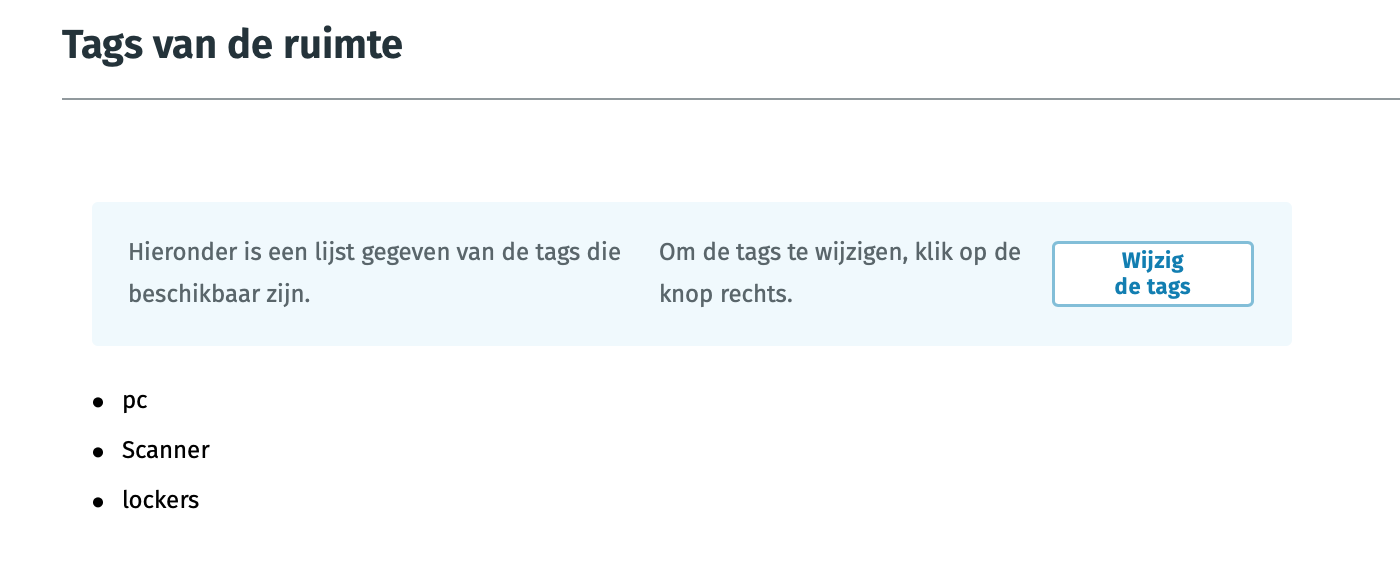 Tags van de ruimte
Hieronder is een lijst gegeven van de tags die
beschikbaar zijn.
Om de tags te wijzigen, klik op de
knop rechts.
Wijzig
de tags
pc
Scanner
lockers